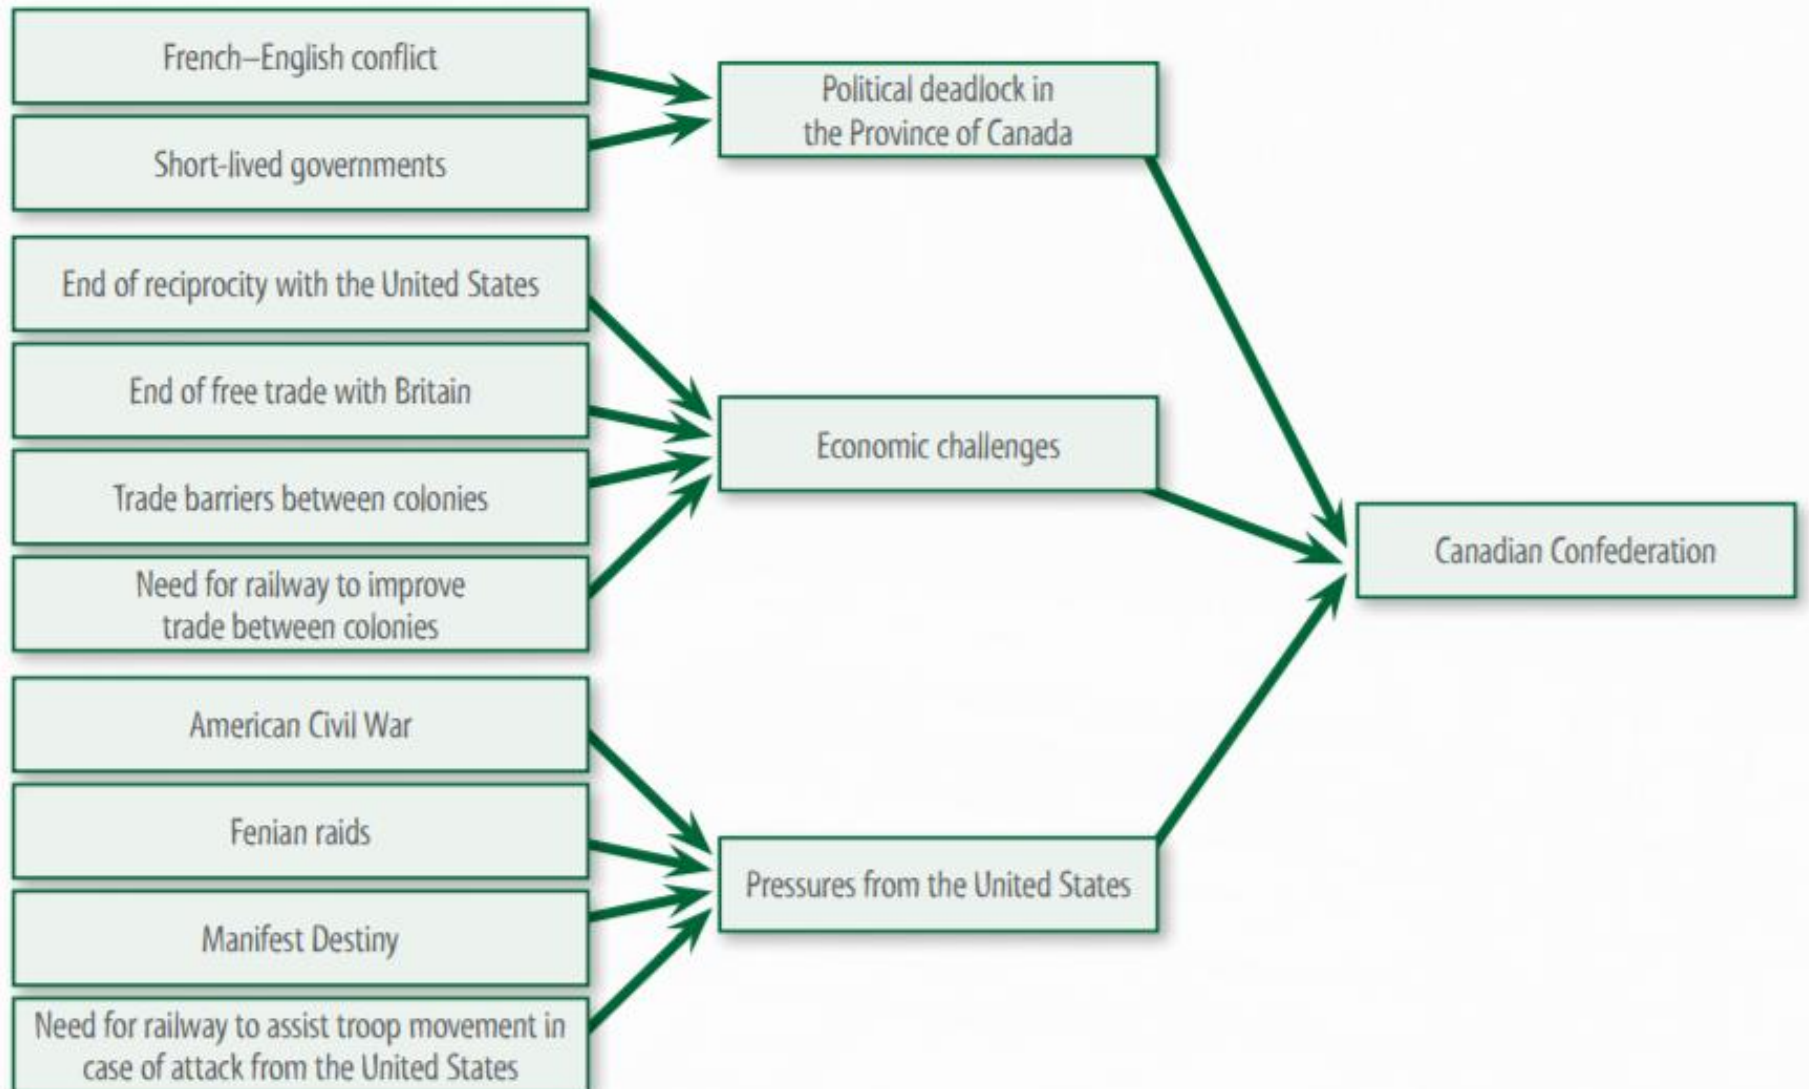 French–English conflict
Short-lived governments
End of reciprocity with the United States
End of free trade with Britain
Trade barriers between colonies
Need for railway to improve
trade between colonies
American Civil War
Fenian raids
Manifest Destiny
Need for railway to assist troop movement in
case of attack from the United States
Political deadlock in
the Province of Canada
Economic challenges
Pressures from the United States
Canadian Confederation